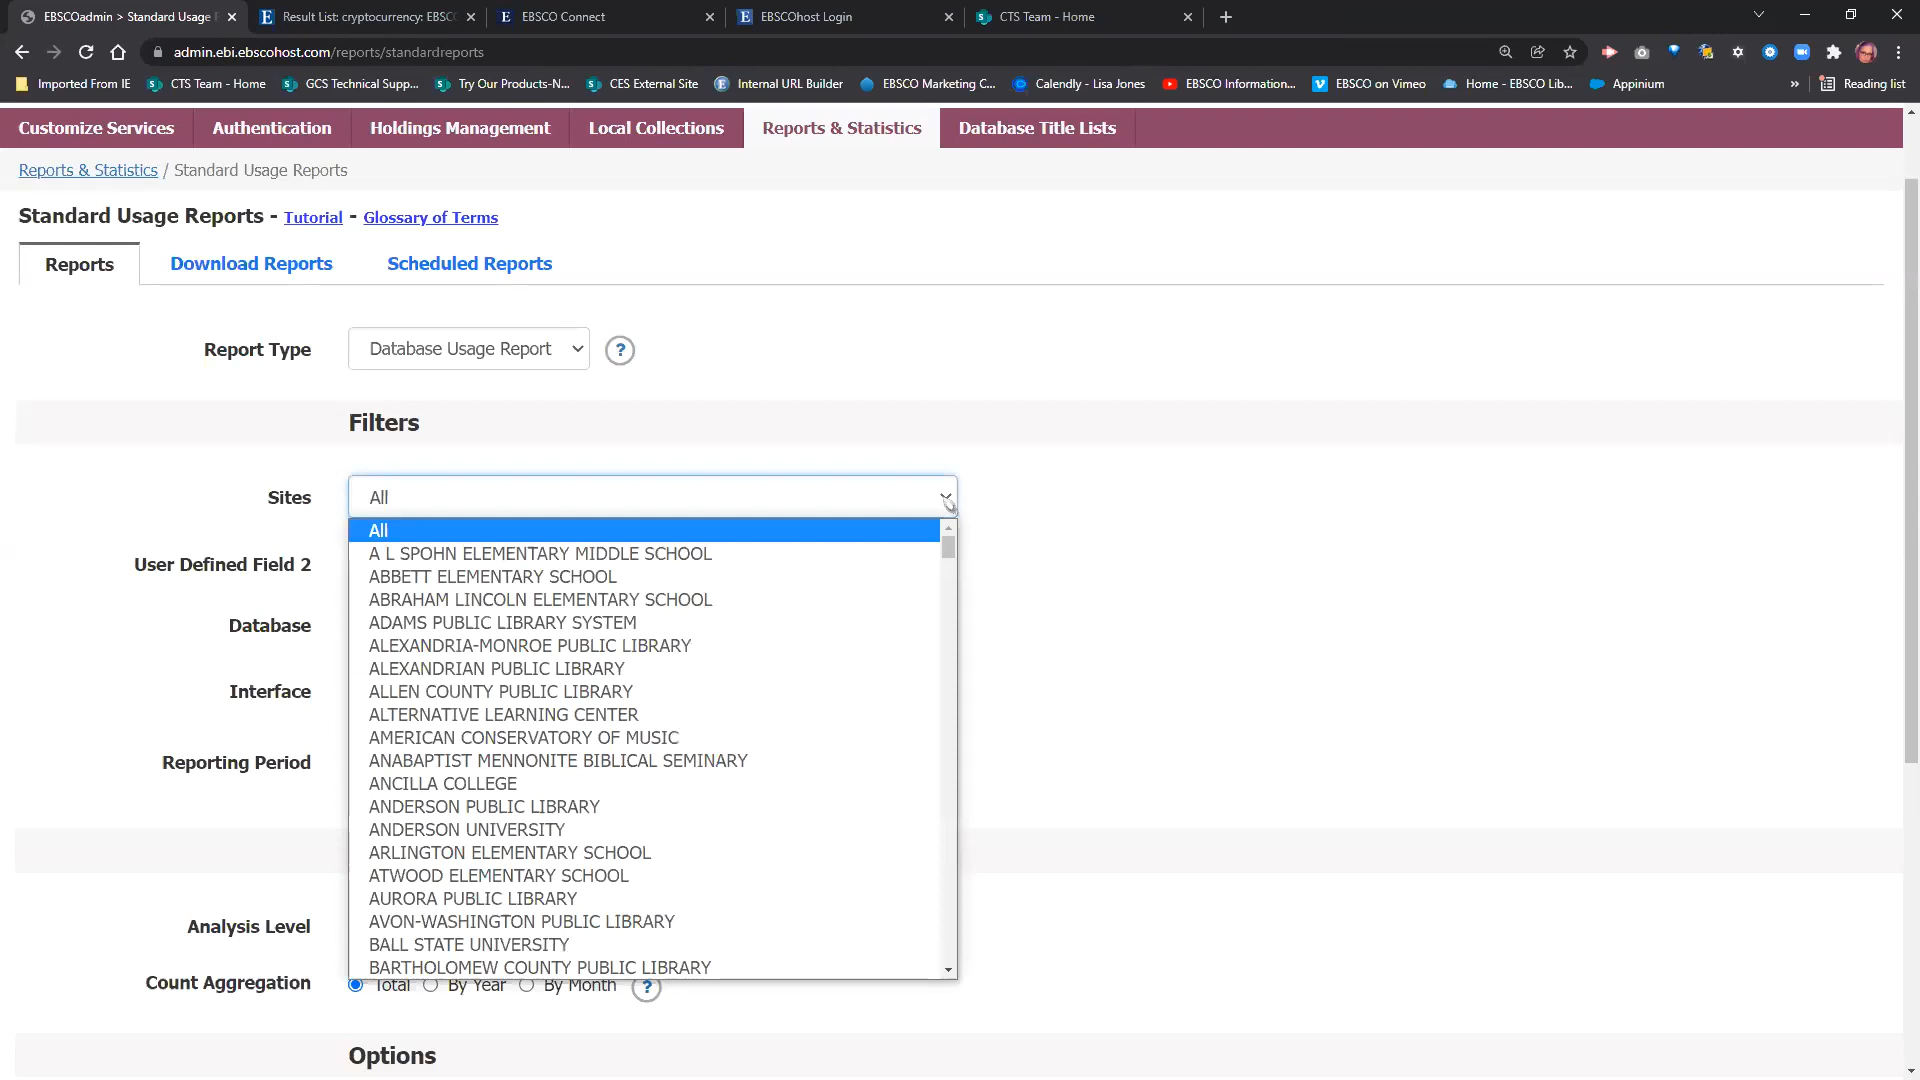 EBSCOadmin > Standard Usage R
Result List: cryptocurrency: EBSC
EBSCO Connect
EBSCOhost Login
CTS Team - Home
admin.ebi.ebscohost.com/reports/standardreports
Imported From IE
CTS Team - Home
GCS Technical Supp...
Try Our Products-N...
CES External Site
Internal URL Builder
EBSCO Marketing C...
Calendly - Lisa Jones
EBSCO Information...
EBSCO on Vimeo
Home - EBSCO Lib...
Appinium
»
Reading list
Customize Services
Authentication
Holdings Management
Local Collections
Reports & Statistics
Database Title Lists
Reports & Statistics / Standard Usage Reports
Standard Usage Reports - Tutorial - Glossary of Terms
Reports
Download Reports
Scheduled Reports
Report Type
Database Usage Report
?
Filters
Sites
All
All
A L SPOHN ELEMENTARY MIDDLE SCHOOL
ABBETT ELEMENTARY SCHOOL
ABRAHAM LINCOLN ELEMENTARY SCHOOL
ADAMS PUBLIC LIBRARY SYSTEM
ALEXANDRIA-MONROE PUBLIC LIBRARY
ALEXANDRIAN PUBLIC LIBRARY
ALLEN COUNTY PUBLIC LIBRARY
ALTERNATIVE LEARNING CENTER
AMERICAN CONSERVATORY OF MUSIC
ANABAPTIST MENNONITE BIBLICAL SEMINARY
ANCILLA COLLEGE
ANDERSON PUBLIC LIBRARY
ANDERSON UNIVERSITY
ARLINGTON ELEMENTARY SCHOOL
ATWOOD ELEMENTARY SCHOOL
AURORA PUBLIC LIBRARY
AVON-WASHINGTON PUBLIC LIBRARY
BALL STATE UNIVERSITY
BARTHOLOMEW COUNTY PUBLIC LIBRARY
User Defined Field 2
Database
Interface
Reporting Period
Analysis Level
Count Aggregation
Total
By Year
By Month
?
Options